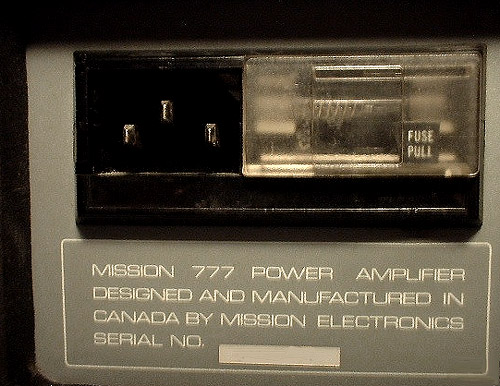 FUSE
PULL
MISSION 777 POWER AMPLIFIER
DESIGNED AND MANUFACTURED IN
CANADA BY MISSION ELECTRONICS
SERIAL NO.